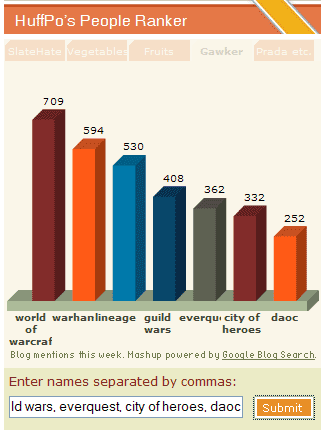 HuffPo's People Ranker
SlateHate Vegetables Fruits Gawker Prada etc.
709
594
530
408
362
332
252
world of warcraf
warhan
lineage
guild wars
everque
city of heroes
daoc
Blog mentions this week. Mashup powered by Google Blog Search.
Enter names separated by commas:
ld wars, everquest, city of heroes, daoc
Submit